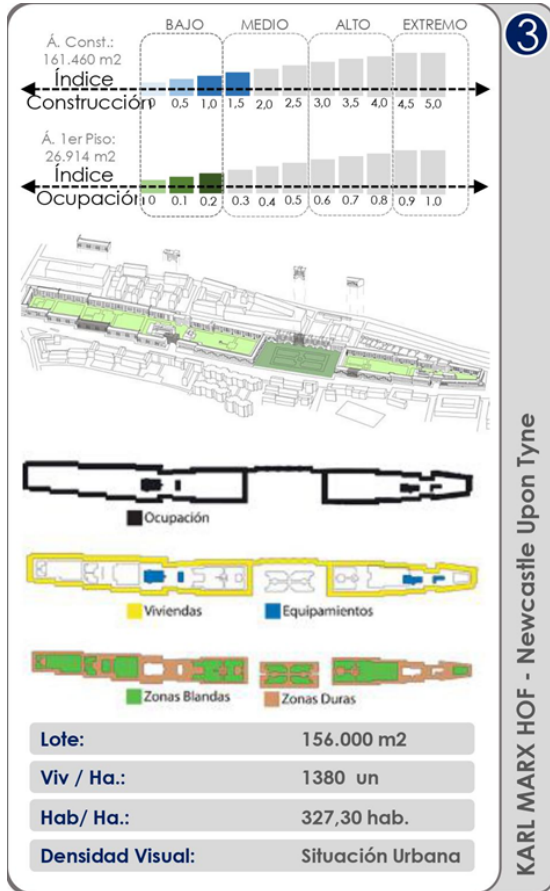 BAJO MEDIO ALTO EXTREMO
3
Á. Const.:
161.460 m2
Índice
Construcción
0 0,5 1,0 1,5 2,0 2,5 3,0 3,5 4,0 4,5 5,0
Á. 1er Piso:
26.914 m2
Índice
Ocupación
0 0.1 0.2 0.3 0.4 0.5 0.6 0.7 0.8 0.9 1.0
Ocupación
Viviendas Equipamientos
Zonas Blandas Zonas Duras
Lote: 156.000 m2
Viv / Ha.: 1380 un
Hab/ Ha.: 327,30 hab.
Densidad Visual: Situación Urbana
KARL MARX HOF - Newcastle Upon Tyne